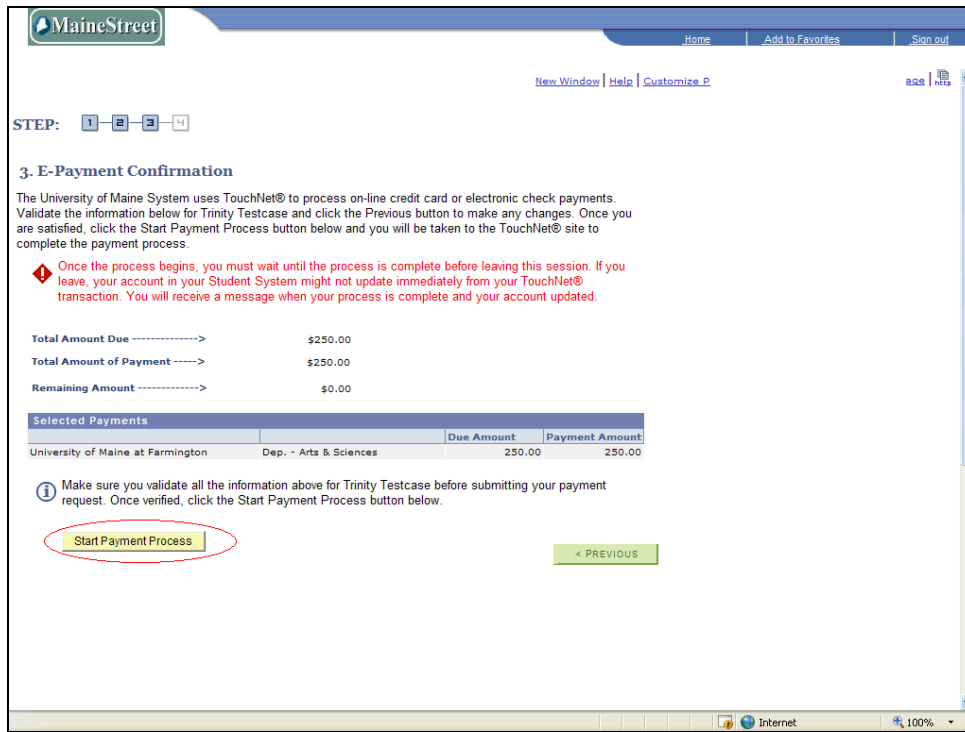 MaineStreet
Home Add to Favorites Sign out
New Window | Help | Customize P age | http
STEP: 1 2 3 4
3. E-Payment Confirmation
The University of Maine System uses TouchNet® to process on-line credit card or electronic check payments.
Validate the information below for Trinity Testcase and click the Previous button to make any changes. Once you
are satisfied, click the Start Payment Process button below and you will be taken to the TouchNet® site to
complete the payment process.
Once the process begins, you must wait until the process is complete before leaving this session. If you
leave, your account in your Student System might not update immediately from your TouchNet®
transaction. You will receive a message when your process is complete and your account updated.
Total Amount Due --------------> $250.00
Total Amount of Payment -----> $250.00
Remaining Amount -------------> $0.00
Selected Payments
Due Amount Payment Amount
University of Maine at Farmington Dep. - Arts & Sciences 250.00 250.00
Make sure you validate all the information above for Trinity Testcase before submitting your payment
request. Once verified, click the Start Payment Process button below.
Start Payment Process
< PREVIOUS
Internet 100%